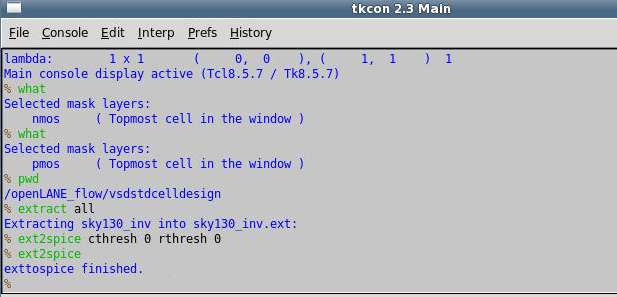 tkcon 2.3 Main
File Console Edit Interp Prefs History
lambda: 1 x 1 ( 0, 0 ), ( 1, 1 ) 1
Main console display active (Tcl8.5.7 / Tk8.5.7)
% what
Selected mask layers:
nmos ( Topmost cell in the window )
% what
Selected mask layers:
pmos ( Topmost cell in the window )
% pwd
/openLANE_flow/vsdstdcelldesign
% extract all
Extracting sky130_inv into sky130_inv.ext:
% ext2spice cthresh 0 rthresh 0
% ext2spice
exttospice finished.
%